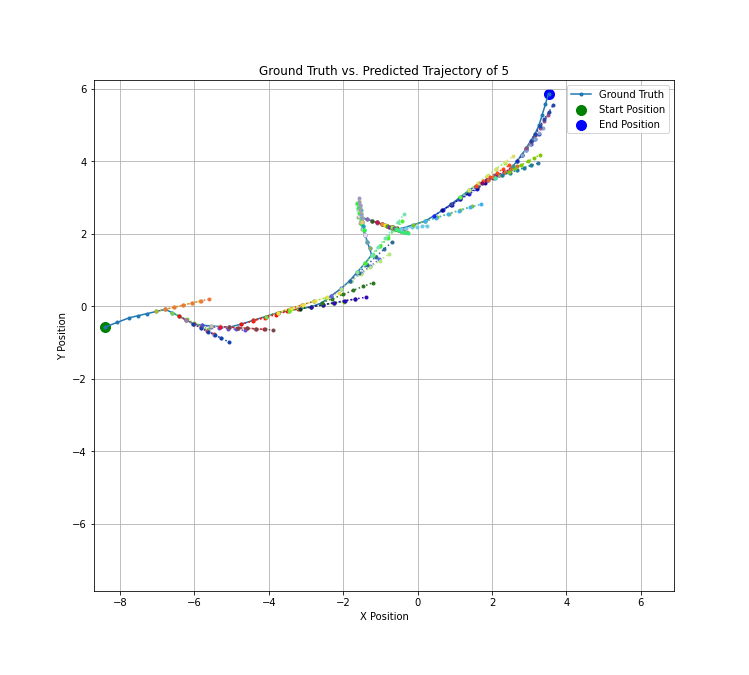 Ground Truth vs. Predicted Trajectory of 5
Ground Truth
Start Position
End Position
6
4
2
0
−2
−4
−6
Y Position
−8
−6
−4
−2
0
2
4
6
X Position